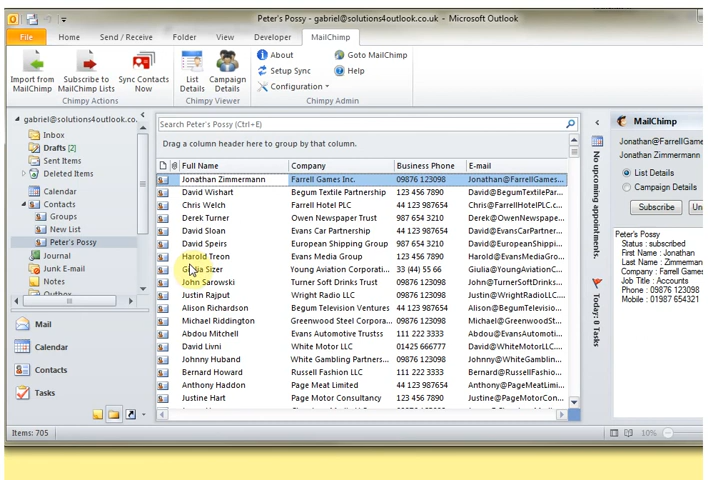 Peter's Possy - gabriel@solutions4outlook.co.uk - Microsoft Outlook
File Home Send / Receive Folder View Developer MailChimp
Import from MailChimp
Subscribe to MailChimp Lists
Sync Contacts Now
List Details
Campaign Details
About
Setup Sync
Configuration
Goto MailChimp
Help
Chimpy Actions Chimpy Viewer Chimpy Admin
gabriel@solutions4outlook.co.
Inbox
Drafts [2]
Sent Items
Deleted Items
Calendar
Contacts
Groups
New List
Peter's Possy
Journal
Junk E-mail
Notes
Outbox
Mail
Calendar
Contacts
Tasks
Search Peter's Possy (Ctrl+E)
Drag a column header here to group by that column.
Full Name Company Business Phone E-mail
Jonathan Zimmermann Farrell Games Inc. 09876 123098 Jonathan@FarrellGames...
David Wishart Begum Textile Partnership 123 456 7890 David@BegumTextilePar...
Chris Welch Farrell Hotel PLC 44 123 987654 Chris@FarrellHotelPLC.c...
Derek Turner Owen Newspaper Trust 987 654 3210 Derek@OwenNewspape...
David Sloan Evans Car Partnership 44 123 987654 David@EvansCarPartner...
David Speirs European Shipping Group 987 654 3210 David@EuropeanShippi...
Harold Treon Evans Media Group 123 456 7890 Harold@EvansMediaGro...
Giulia Sizer Young Aviation Corporati... 33 (44) 55 66 Giulia@YoungAviation...
John Sarowski Turner Soft Drinks Trust 09876 123098 John@TurnerSoftDrinks...
Justin Rajput Wright Radio LLC 09876 123098 Justin@WrightRadioLLC...
Alison Richardson Begum Television Ventures 44 123 987654 Alison@BegumTelevisio...
Michael Riddington Greenwood Steel Corpora... 09876 123098 Michael@Greenwood5t...
Abdou Mitchell Evans Automotive Trustss 111 222 3333 Abdou@EvansAutomoti...
David Livni White Motor LLC 01425 666777 David@WhiteMotorLLC....
Johnny Huband White Gambling Partners... 09876 123098 Johnny@WhiteGamblin...
Bernard Howard Russell Fashion LLC 111 222 3333 Bernard@RussellFashio...
Anthony Haddon Page Meat Limited 44 123 987654 Anthony@PageMeatLimi...
Justine Hart Page Motor Consultancy 123 456 7890 Justine@PageMotorCon...
No upcoming appointments.
Today: 0 Tasks
MailChimp
Jonathan@FarrellGames
Jonathan Zimmermann
List Details
Campaign Details
Subscribe Un
Peter's Possy
Status : subscribed
First Name : Jonathan
Last Name : Zimmerman
Company : Farrell Games
Job Title : Accounts
Phone : 09876 123098
Mobile : 01987 654321
Items: 705
10%